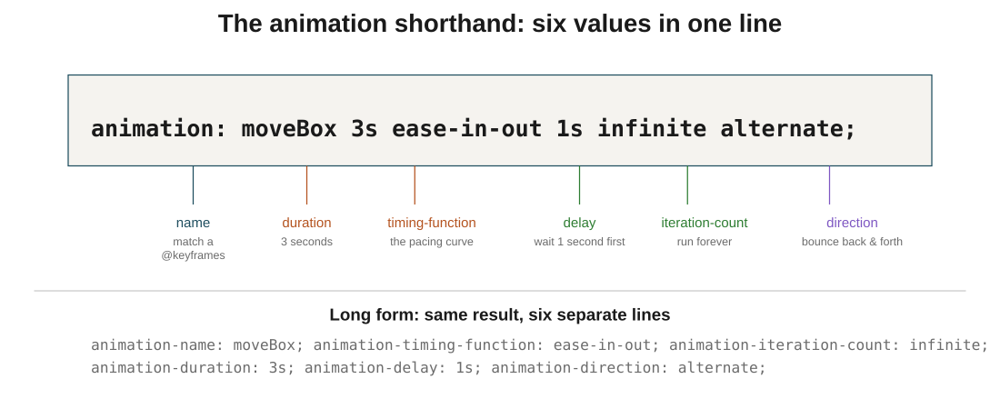 The animation shorthand: six values in one line
animation: moveBox 3s ease-in-out 1s infinite alternate;
name duration timing-function delay iteration-count direction
match a 3 seconds the pacing curve wait 1 second first run forever bounce back & forth
@keyframes
Long form: same result, six separate lines
animation-name: moveBox; animation-timing-function: ease-in-out; animation-iteration-count: infinite;
animation-duration: 3s; animation-delay: 1s; animation-direction: alternate;